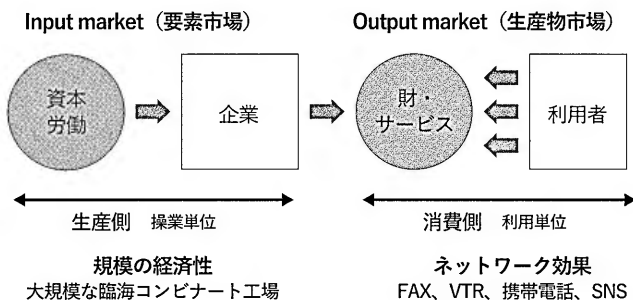 Input market（要素市場）
Output market（生産物市場）
資本
労働
企業
財・
サービス
利用者
生産側 操業単位
消費側 利用単位
規模の経済性
大規模な臨海コンビナート工場
ネットワーク効果
FAX、VTR、携帯電話、SNS